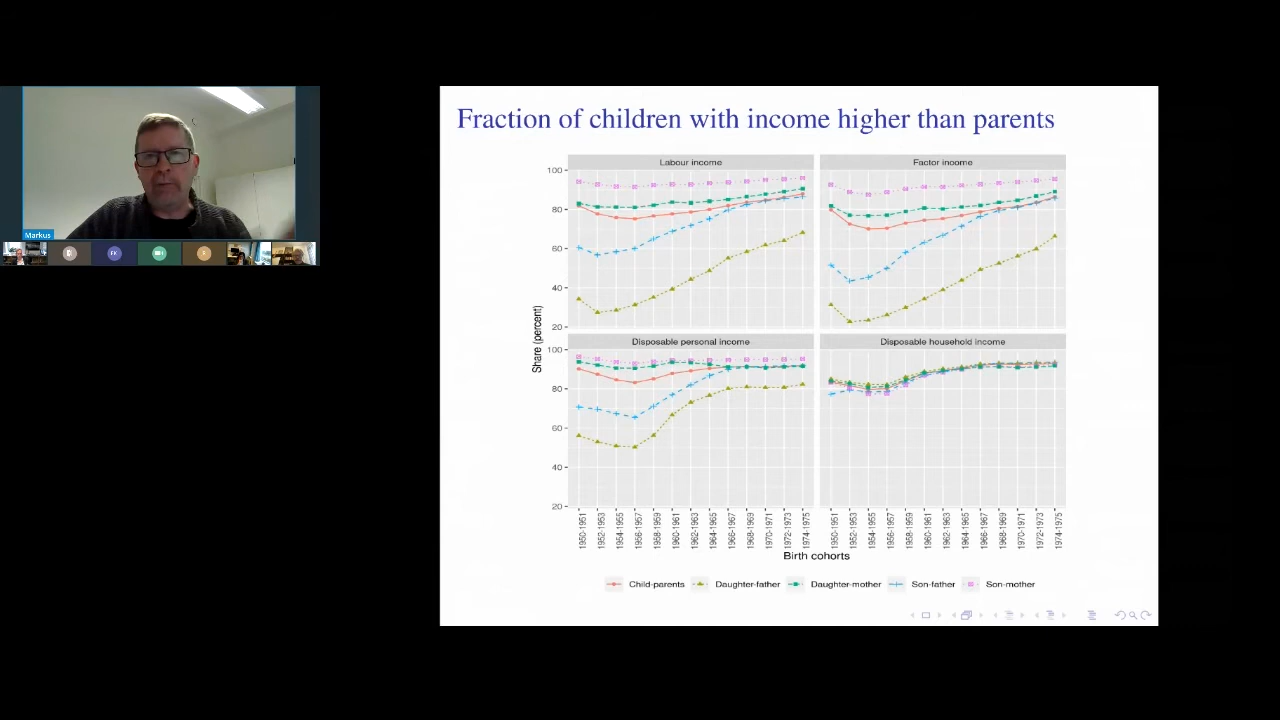 Fraction of children with income higher than parents
Labour income
Factor income
100
80
60
40
20
Disposable personal income
Disposable household income
100
80
60
40
20
Share (percent)
1950-1951
1952-1953
1954-1955
1956-1957
1958-1959
1960-1961
1962-1963
1964-1965
1966-1967
1968-1969
1970-1971
1972-1973
1974-1975
1950-1951
1952-1953
1954-1955
1956-1957
1958-1959
1960-1961
1962-1963
1964-1965
1966-1967
1968-1969
1970-1971
1972-1973
1974-1975
Birth cohorts
Child-parents
Daughter-father
Daughter-mother
Son-father
Son-mother
Markus
FK